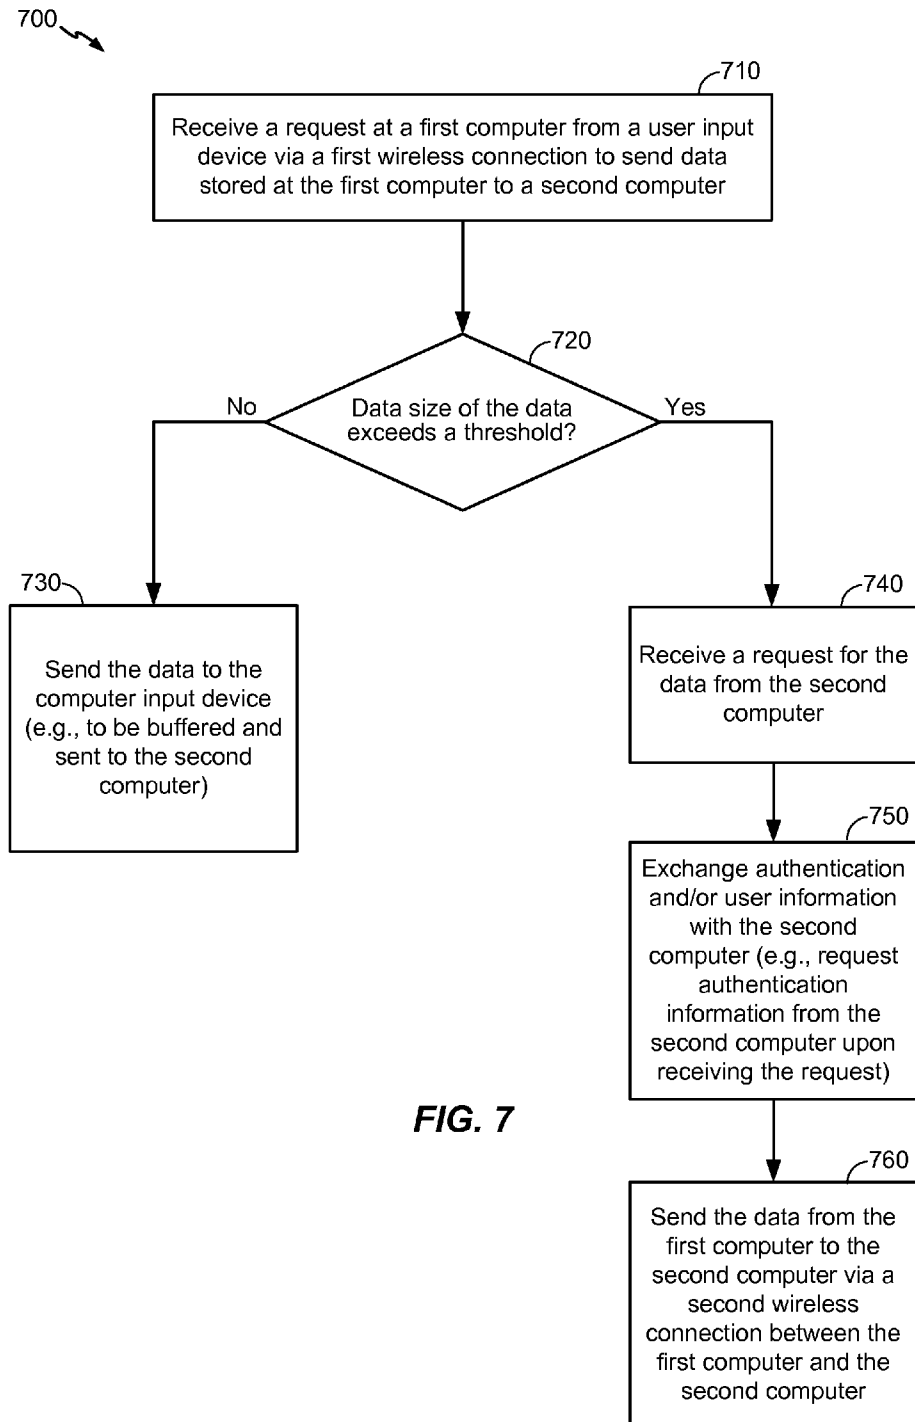 700
710
Receive a request at a first computer from a user input
device via a first wireless connection to send data
stored at the first computer to a second computer
720
Data size of the data
exceeds a threshold?
No
Yes
730
Send the data to the
computer input device
(e.g., to be buffered and
sent to the second
computer)
740
Receive a request for the
data from the second
computer
750
Exchange authentication
and/or user information
with the second
computer (e.g., request
authentication
information from the
second computer upon
receiving the request)
FIG. 7
760
Send the data from the
first computer to the
second computer via a
second wireless
connection between the
first computer and the
second computer